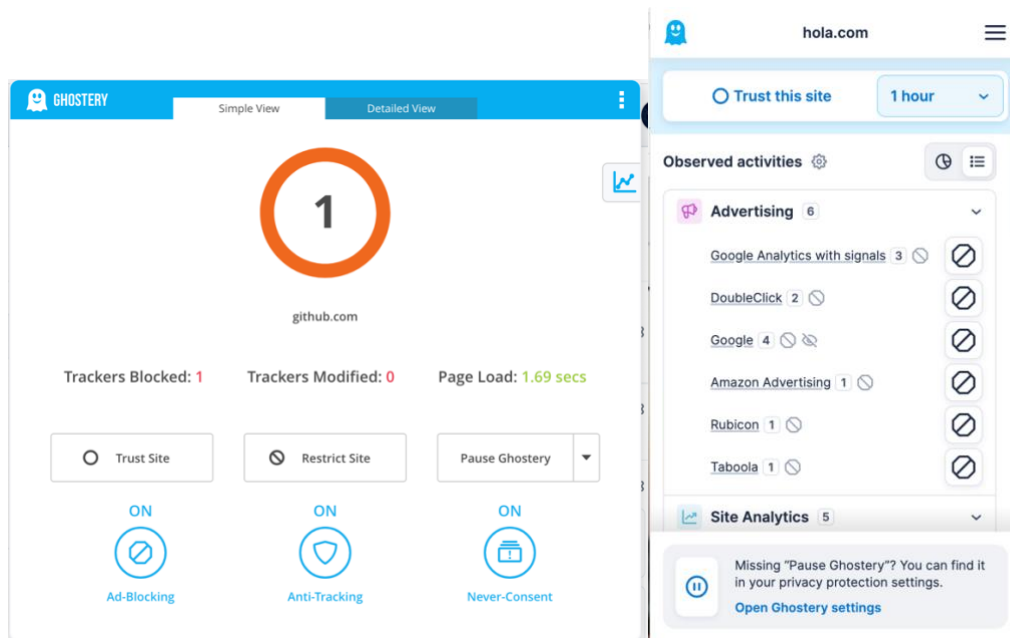 GHOSTERY
Simple View
Detailed View
1
github.com
Trackers Blocked: 1
Trackers Modified: 0
Page Load: 1.69 secs
Trust Site
Restrict Site
Pause Ghostery
ON
ON
ON
Ad-Blocking
Anti-Tracking
Never-Consent
hola.com
Trust this site
1 hour
Observed activities
Advertising 6
Google Analytics with signals 3
DoubleClick 2
Google 4
Amazon Advertising 1
Rubicon 1
Taboola 1
Site Analytics 5
Missing "Pause Ghostery"? You can find it
in your privacy protection settings.
Open Ghostery settings